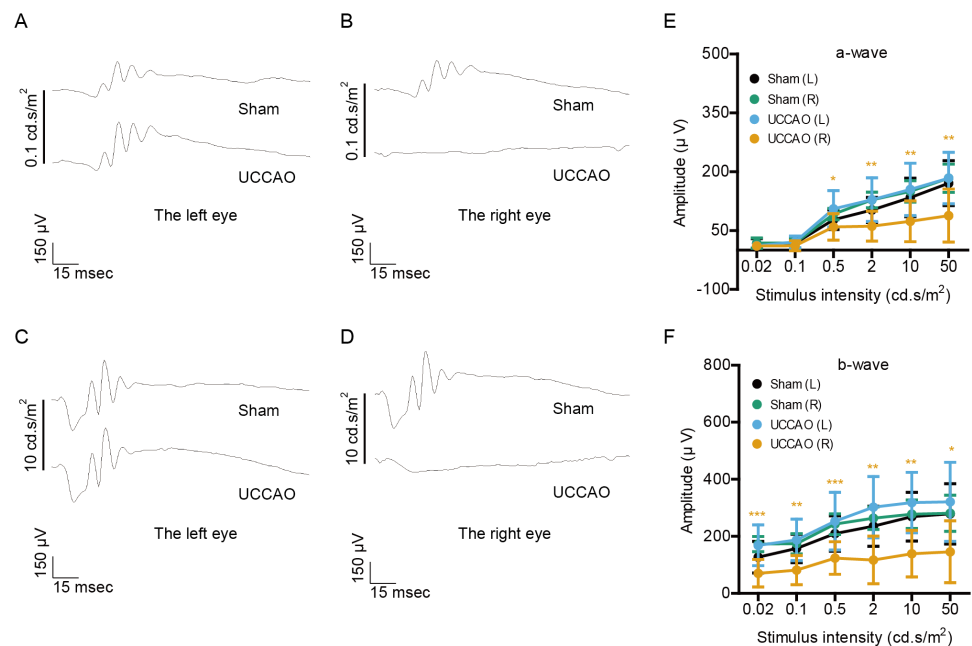 A
0.1 cd.s/m²
Sham
UCCAO
The left eye
150 µV
15 msec
B
0.1 cd.s/m²
Sham
UCCAO
The right eye
150 µV
15 msec
C
10 cd.s/m²
Sham
UCCAO
The left eye
150 µV
15 msec
D
10 cd.s/m²
Sham
UCCAO
The right eye
150 µV
15 msec
E
a-wave
Amplitude (µ V)
500
350
200
50
-100
Sham (L)
Sham (R)
UCCAO (L)
UCCAO (R)
*
**
**
**
0.02 0.1 0.5 2 10 50
Stimulus intensity (cd.s/m²)
F
b-wave
Amplitude (µ V)
800
600
400
200
0
Sham (L)
Sham (R)
UCCAO (L)
UCCAO (R)
***
**
***
**
**
*
0.02 0.1 0.5 2 10 50
Stimulus intensity (cd.s/m²)